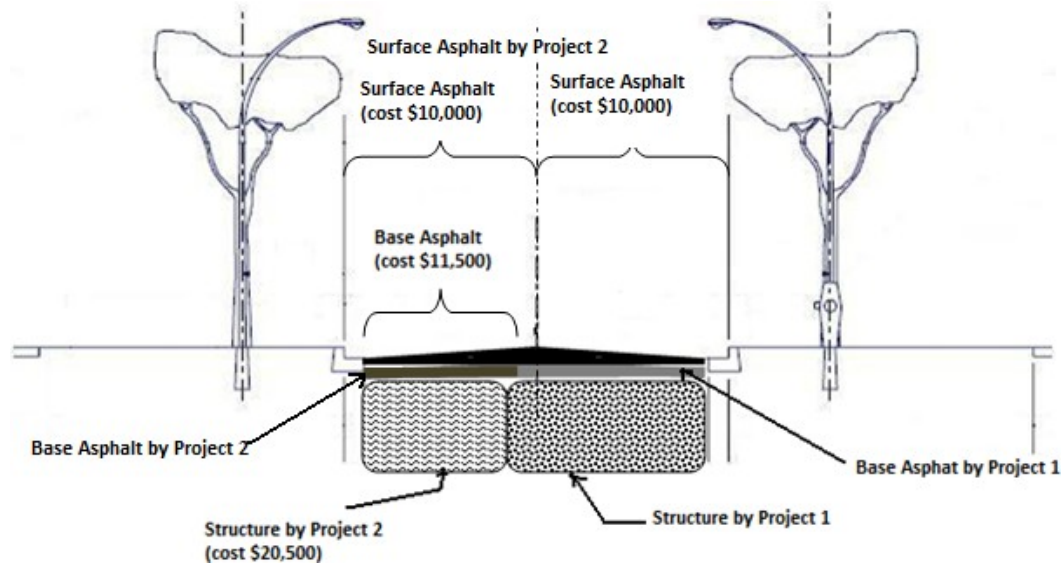 Surface Asphalt by Project 2
Surface Asphalt
(cost $10,000)
Surface Asphalt
(cost $10,000)
Base Asphalt
(cost $11,500)
Base Asphalt by Project 2
Base Asphat by Project 1
Structure by Project 2
(cost $20,500)
Structure by Project 1